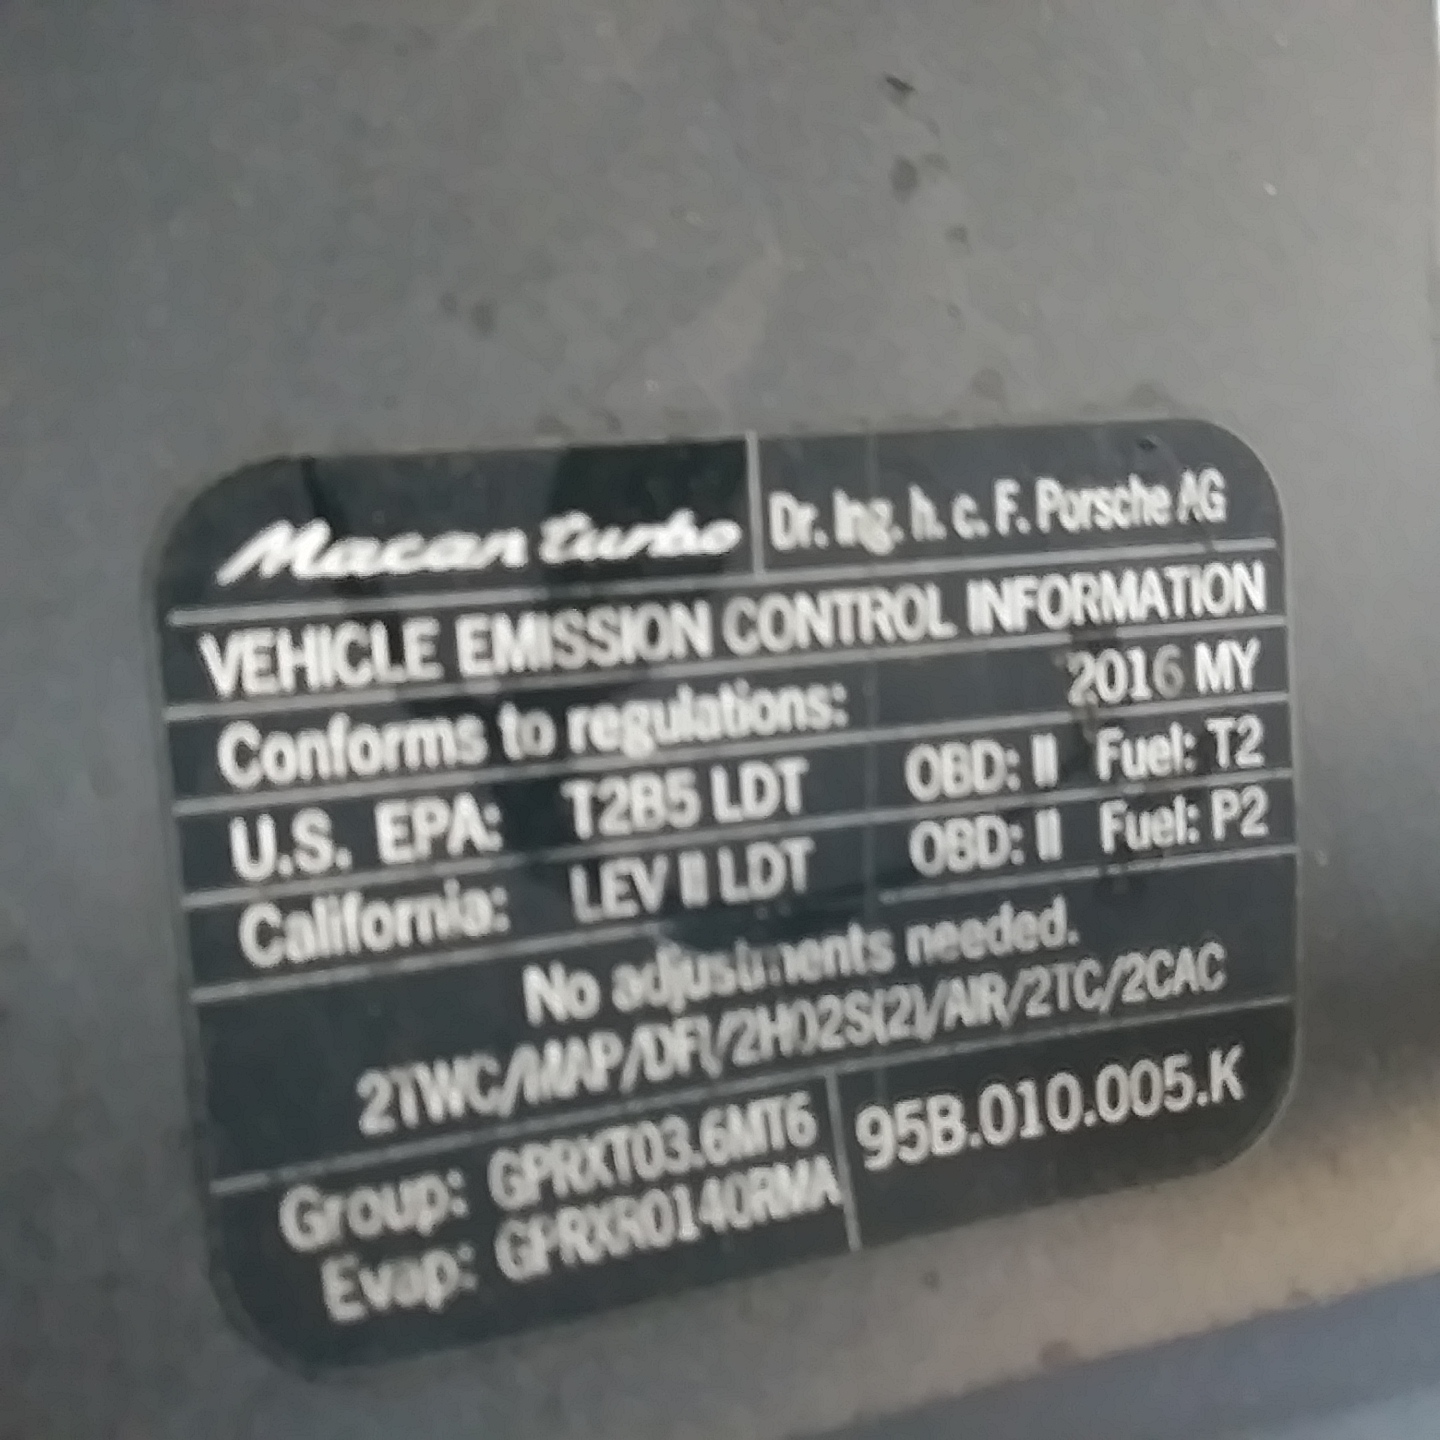 Macan turbo
Dr. Ing. h. c. F. Porsche AG
VEHICLE EMISSION CONTROL INFORMATION
Conforms to regulations: 2016 MY
U.S. EPA: T2B5 LDT OBD: II Fuel: T2
California: LEV II LDT OBD: II Fuel: P2
No adjustments needed.
2TWC/MAP/DFI/2HO2S(2)/AIR/2TC/2CAC
Group: GPRXT03.6MT6
Evap: GPRXR0140RMA
95B.010.005.K